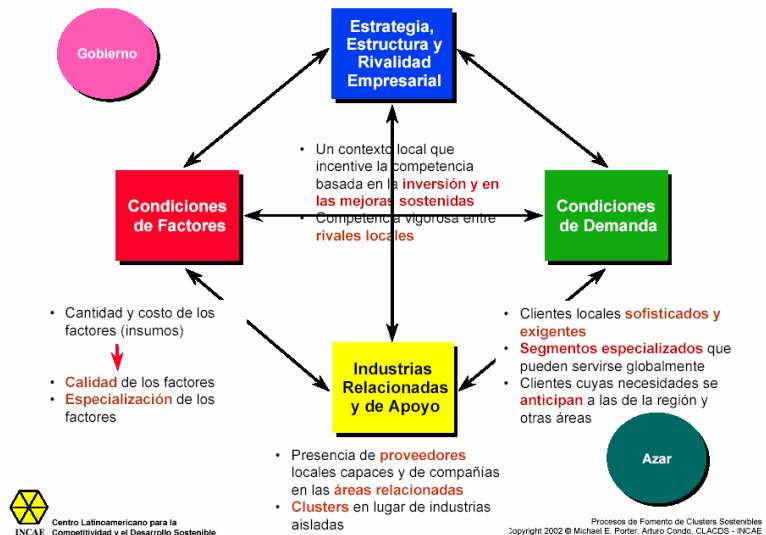 Gobierno
Estrategia,
Estructura y
Rivalidad
Empresarial
• Un contexto local que
incentive la competencia
basada en la inversión y en
las mejoras sostenidas
• Competencia vigorosa entre
rivales locales
Condiciones
de Factores
Condiciones
de Demanda
• Cantidad y costo de los
factores (insumos)
• Calidad de los factores
• Especialización de los
factores
• Clientes locales sofisticados y
exigentes
• Segmentos especializados que
pueden servirse globalmente
• Clientes cuyas necesidades se
anticipan a las de la región y
otras áreas
Industrias
Relacionadas
y de Apoyo
• Presencia de proveedores
locales capaces y de compañías
en las áreas relacionadas
• Clusters en lugar de industrias
aisladas
Azar
INCAE
Centro Latinoamericano para la
Competitividad y el Desarrollo Sostenible
Procesos de Fomento de Clusters Sostenibles
Copyright 2002 © Michael E. Porter, Arturo Condo, CLACDS - INCAE